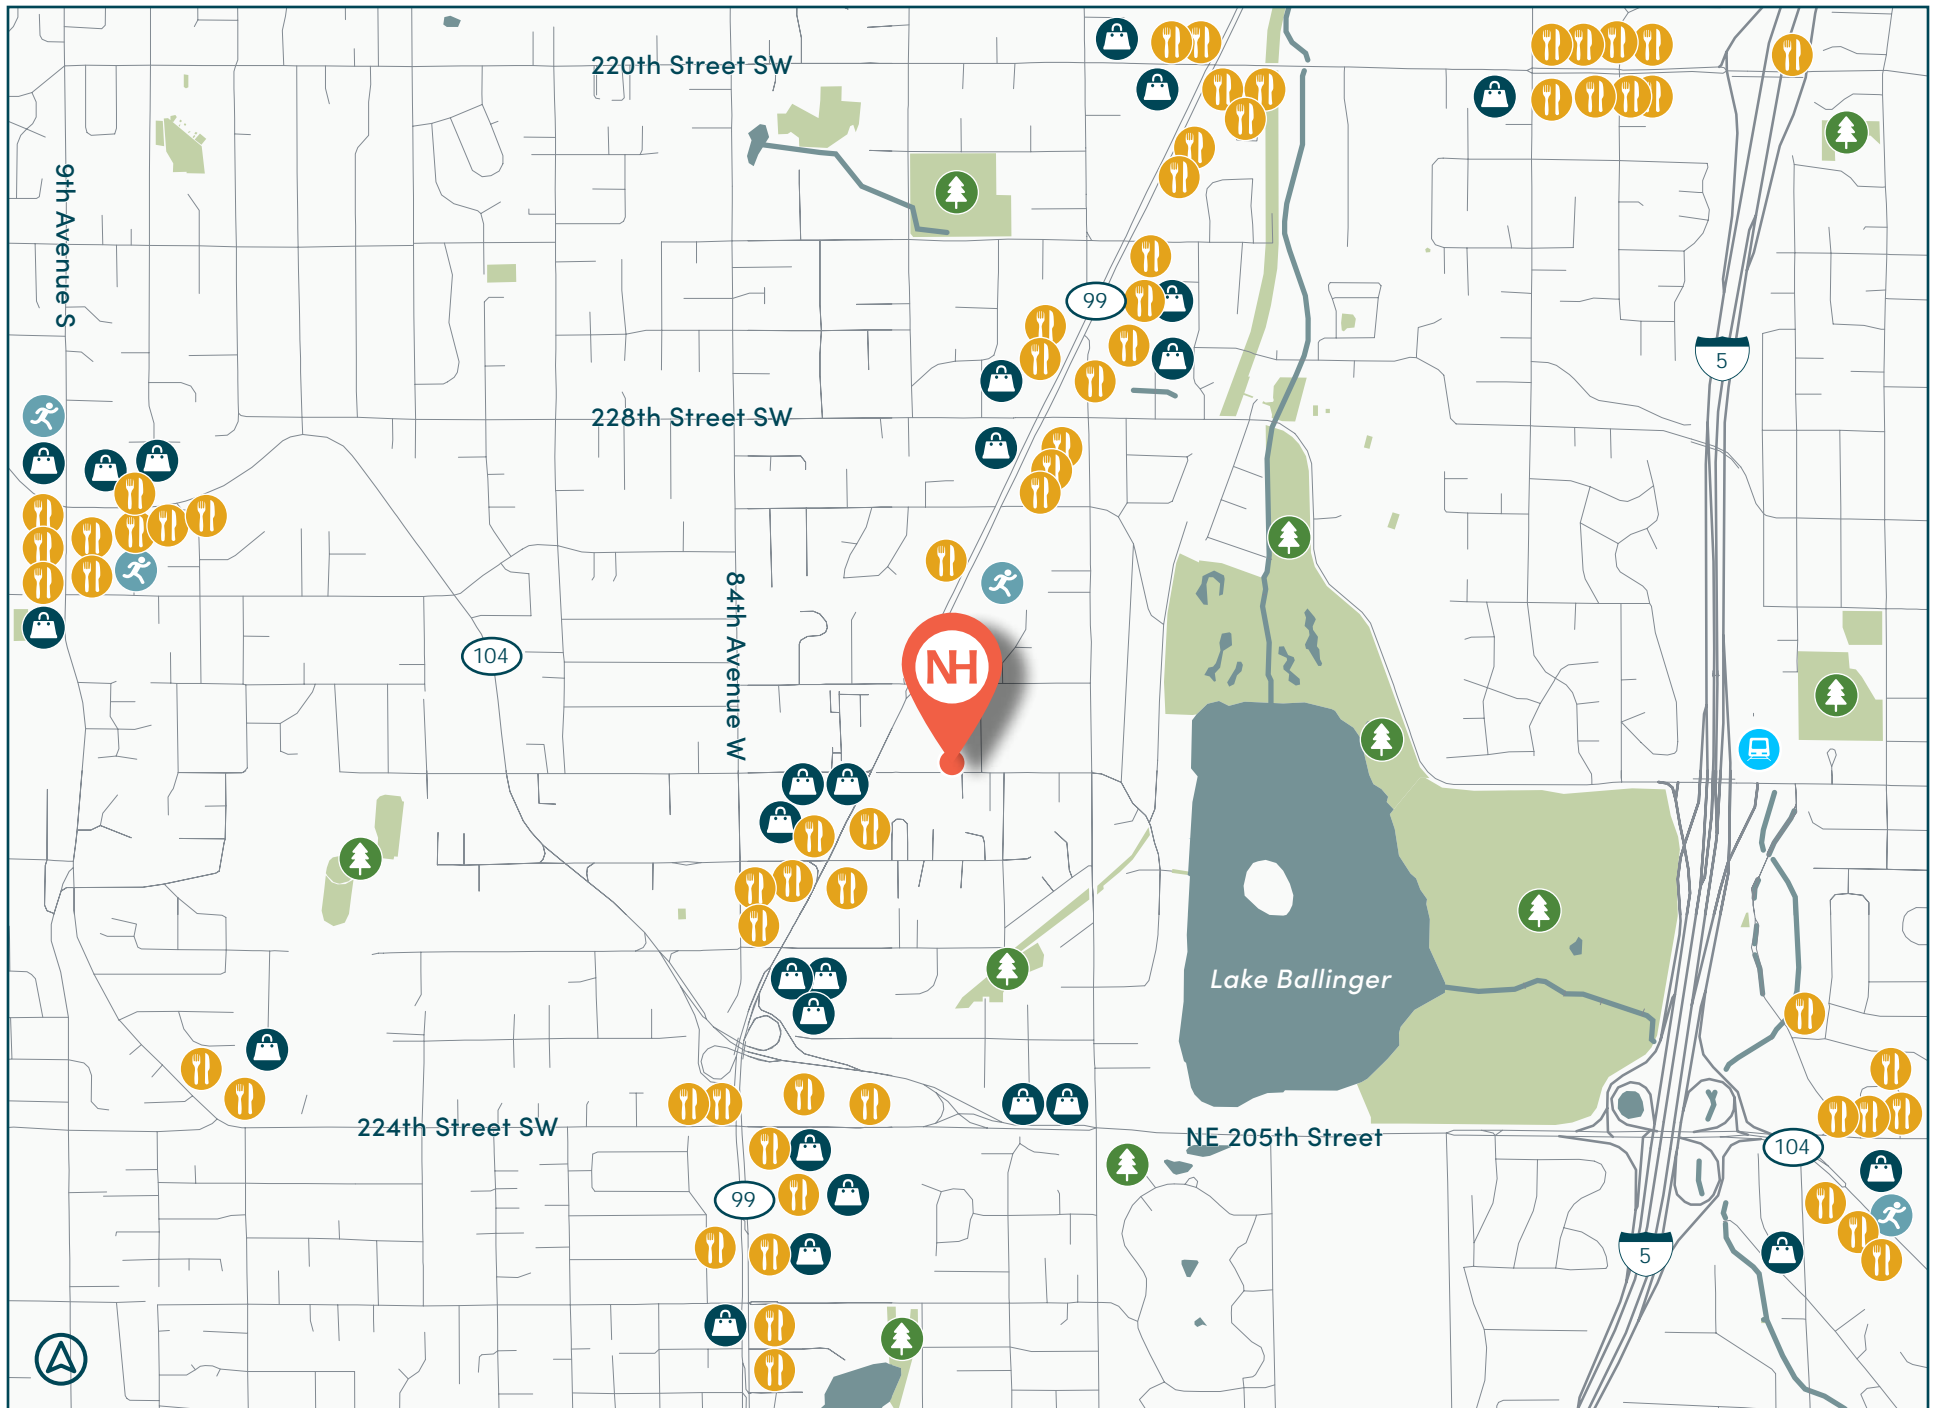 220th Street SW
9th Avenue S
99
5
228th Street SW
84th Avenue W
104
NH
Lake Ballinger
224th Street SW
NE 205th Street
104
99
5